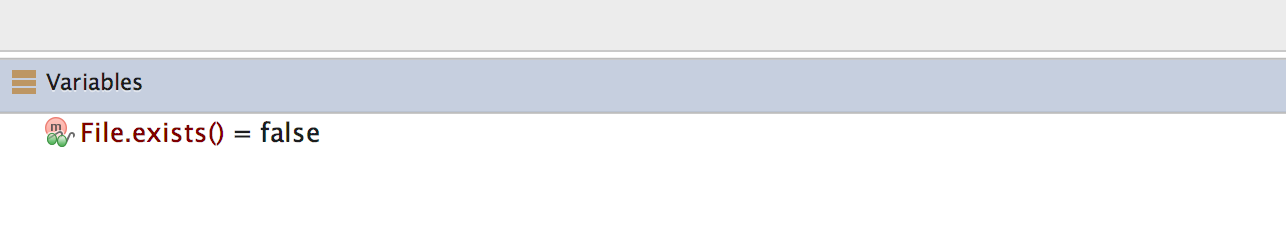 Variables
m
File.exists() = false